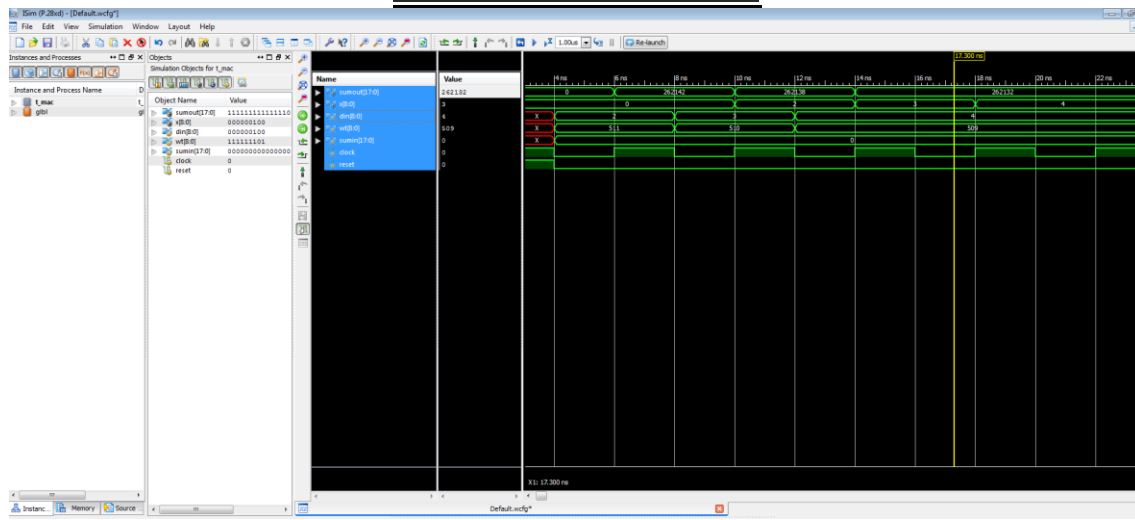 ISim (P.28xd) - [Default.wcfg*]
File Edit View Simulation Window Layout Help
1.00us Re-launch
Instances and Processes
Objects
Simulation Objects for t_mac
Instance and Process Name D
t_mac t_
glbl gl
Object Name Value
sumout[17:0] 11111111111110
x[8:0] 000000100
din[8:0] 000000100
wt[8:0] 111111101
sumin[17:0] 00000000000000
clock 0
reset 0
Name Value
sumout[17:0] 262132
x[8:0] 3
din[8:0] 4
wt[8:0] 509
sumin[17:0] 0
clock 0
reset 0
17.300 ns
4 ns 6 ns 8 ns 10 ns 12 ns 14 ns 16 ns 18 ns 20 ns 22 ns
0 262142 262138 262132
0 2 3 4
X 2 3 4
X 511 510 509
X 0
X1: 17.300 ns
Instanc... Memory Source
Default.wcfg*